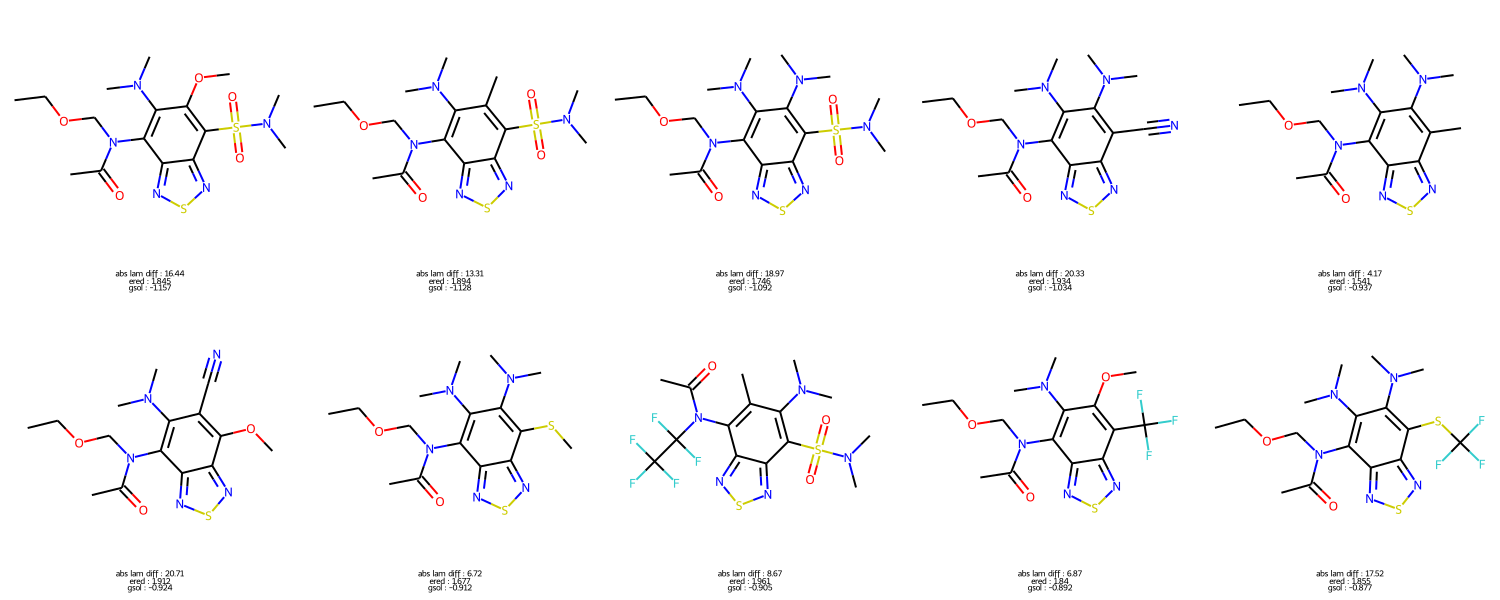 abs lam diff : 16.44
ered : 1.845
gsol : -1.157
abs lam diff : 13.31
ered : 1.894
gsol : -1.128
abs lam diff : 18.97
ered : 1.746
gsol : -1.092
abs lam diff : 20.33
ered : 1.934
gsol : -1.034
abs lam diff : 4.17
ered : 1.541
gsol : -0.937
abs lam diff : 20.71
ered : 1.912
gsol : -0.924
abs lam diff : 6.72
ered : 1.677
gsol : -0.912
abs lam diff : 8.67
ered : 1.961
gsol : -0.905
abs lam diff : 6.87
ered : 1.84
gsol : -0.892
abs lam diff : 17.52
ered : 1.855
gsol : -0.877